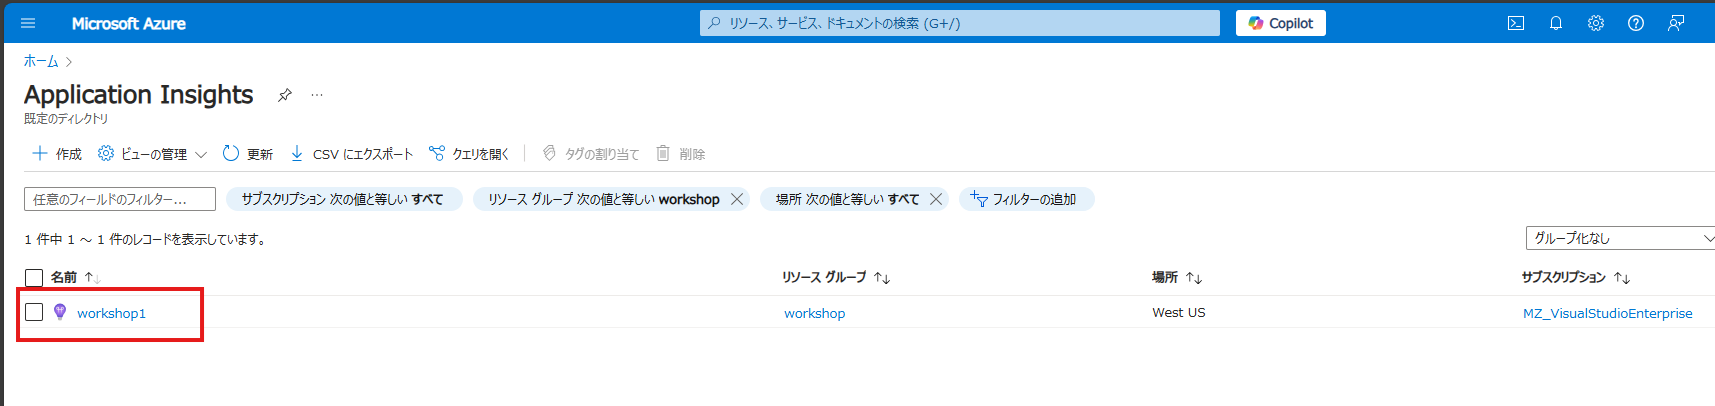 Microsoft Azure
リソース、サービス、ドキュメントの検索 (G+/)
Copilot
ホーム
Application Insights
既定のディレクトリ
作成 ビューの管理 更新 CSV にエクスポート クエリを開く タグの割り当て 削除
任意のフィールドのフィルター... サブスクリプション 次の値と等しい すべて リソース グループ 次の値と等しい workshop 場所 次の値と等しい すべて フィルターの追加
1 件中 1 ～ 1 件のレコードを表示しています。
グループ化なし
名前 リソース グループ 場所 サブスクリプション
workshop1 workshop West US MZ_VisualStudioEnterprise